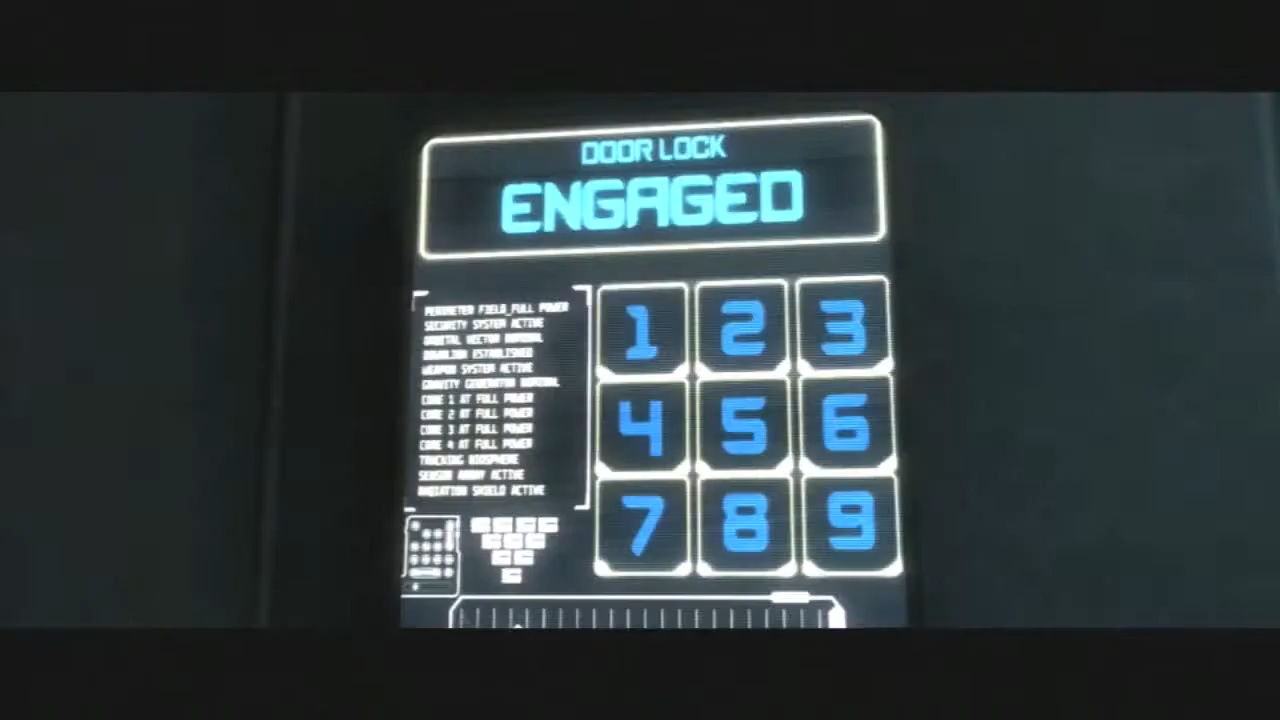 DOOR LOCK
ENGAGED
PERIMETER FIELD_FULL POWER
SECURITY SYSTEM ACTIVE
ORBITAL VECTOR NOMINAL
DOWNLINK ESTABLISHED
WEAPON SYSTEM ACTIVE
GRAVITY GENERATOR NOMINAL
CORE 1 AT FULL POWER
CORE 2 AT FULL POWER
CORE 3 AT FULL POWER
CORE 4 AT FULL POWER
TRACKING BIOSPHERE
SENSOR ARRAY ACTIVE
RADIATION SHIELD ACTIVE
1 2 3
4 5 6
7 8 9